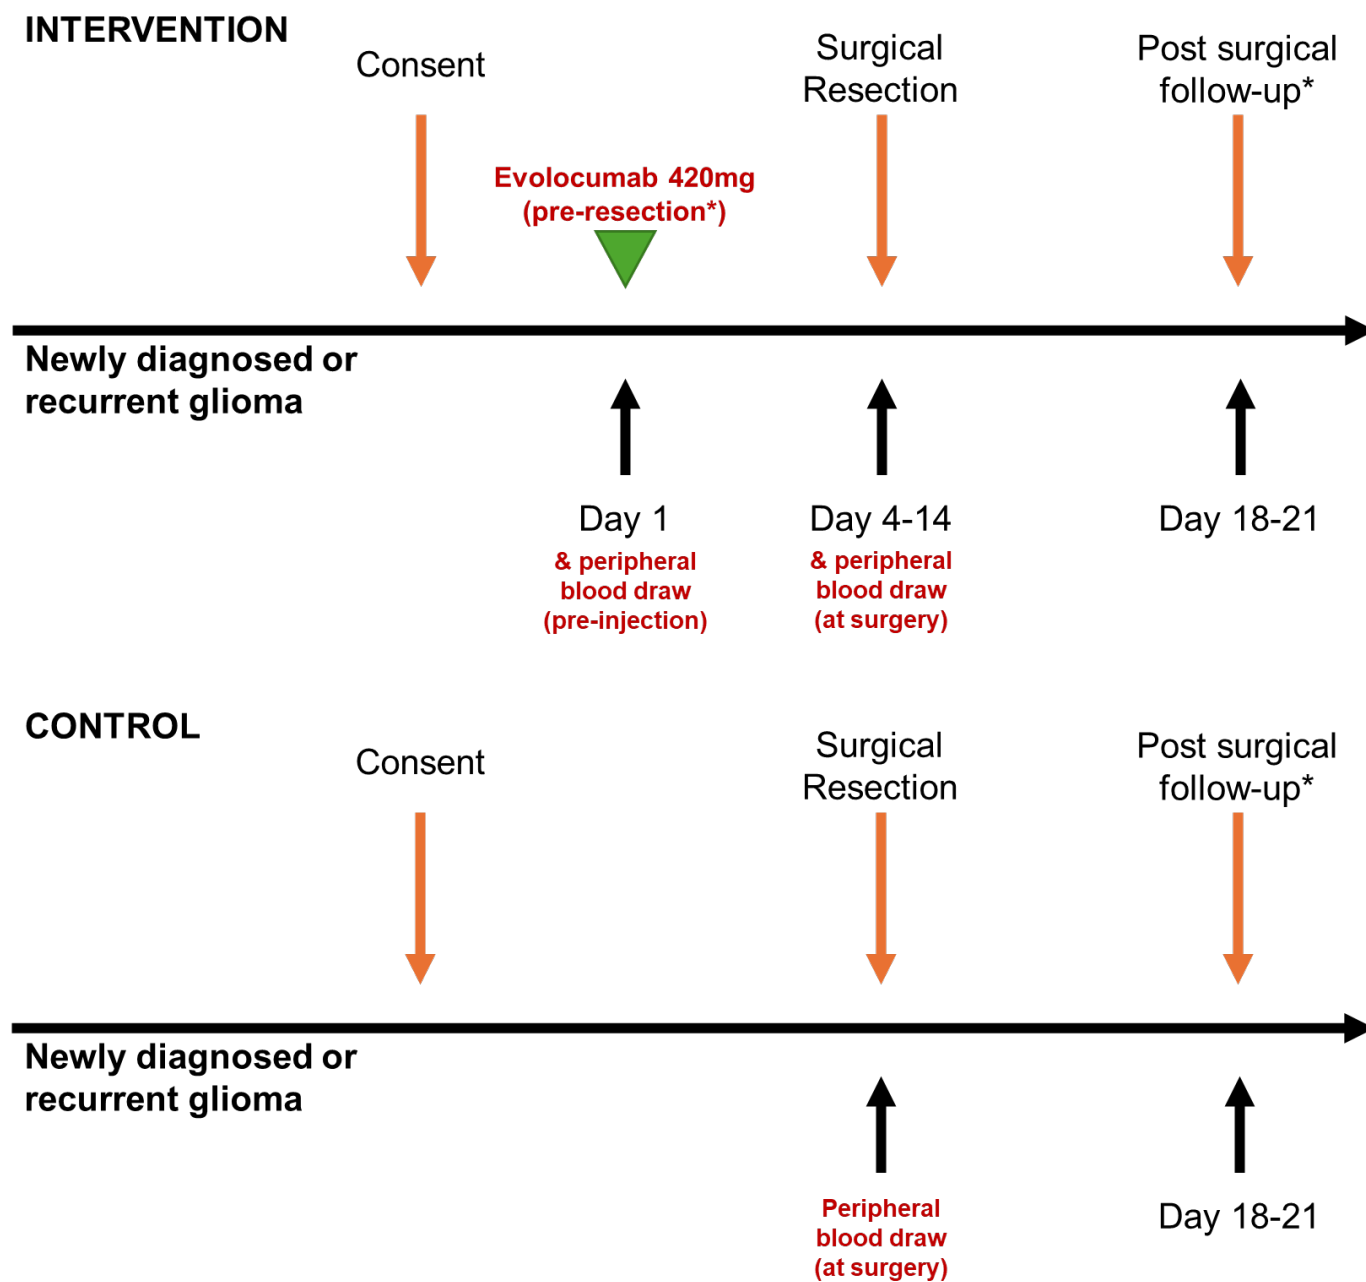 INTERVENTION
Consent
Surgical
Resection
Post surgical
follow-up*
Evolocumab 420mg
(pre-resection*)
Newly diagnosed or
recurrent glioma
Day 1
& peripheral
blood draw
(pre-injection)
Day 4-14
& peripheral
blood draw
(at surgery)
Day 18-21
CONTROL
Consent
Surgical
Resection
Post surgical
follow-up*
Newly diagnosed or
recurrent glioma
Peripheral
blood draw
(at surgery)
Day 18-21